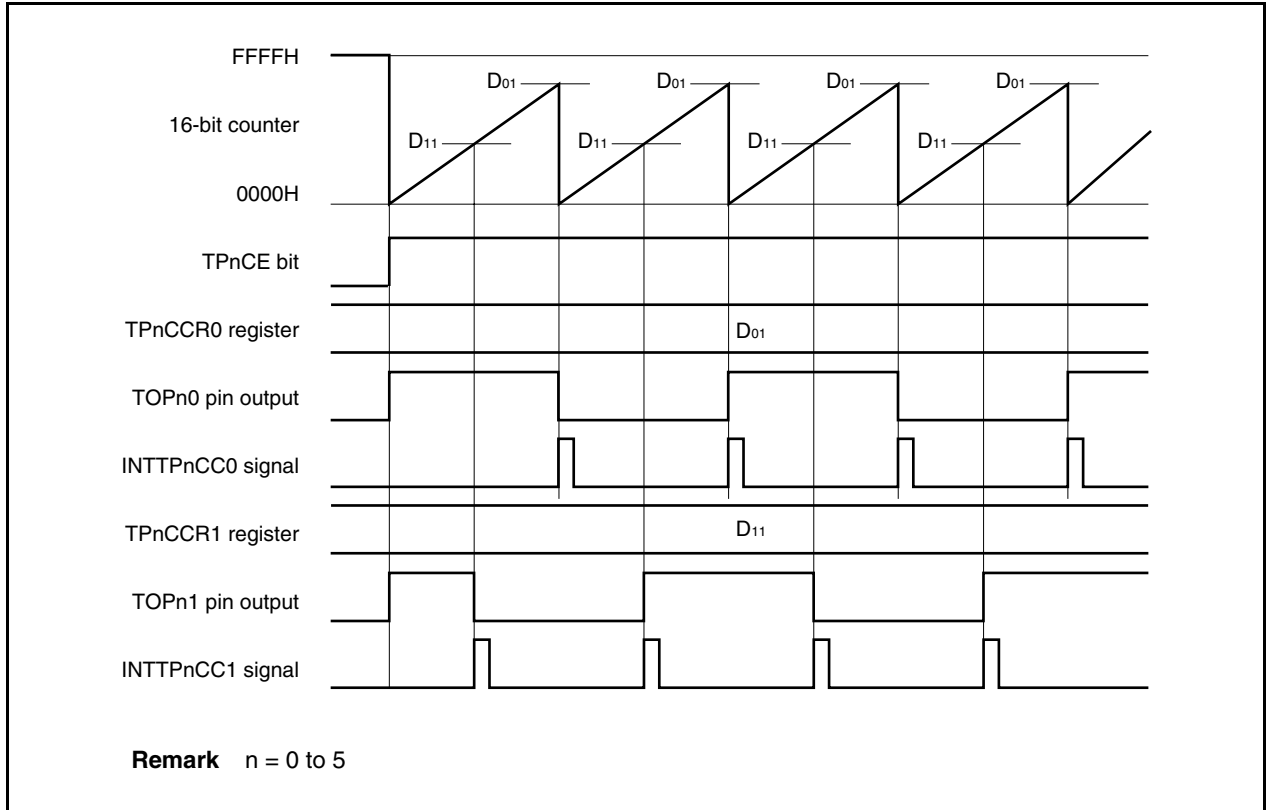 FFFFH
D01 D01 D01 D01
16-bit counter
D11 D11 D11 D11
0000H
TPnCE bit
TPnCCR0 register
D01
TOPn0 pin output
INTTPnCC0 signal
TPnCCR1 register
D11
TOPn1 pin output
INTTPnCC1 signal
Remark n = 0 to 5